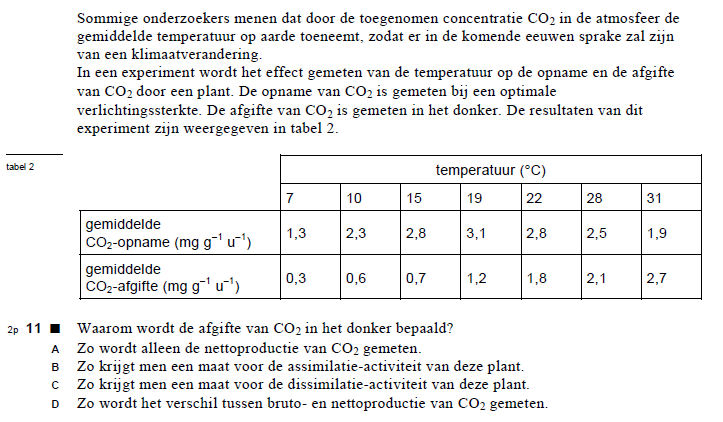 Sommige onderzoekers menen dat door de toegenomen concentratie CO₂ in de atmosfeer de
gemiddelde temperatuur op aarde toeneemt, zodat er in de komende eeuwen sprake zal zijn
van een klimaatverandering.
In een experiment wordt het effect gemeten van de temperatuur op de opname en de afgifte
van CO₂ door een plant. De opname van CO₂ is gemeten bij een optimale
verlichtingssterkte. De afgifte van CO₂ is gemeten in het donker. De resultaten van dit
experiment zijn weergegeven in tabel 2.
tabel 2
temperatuur (°C)
7 10 15 19 22 28 31
gemiddelde
CO₂-opname (mg g⁻¹ u⁻¹) 1,3 2,3 2,8 3,1 2,8 2,5 1,9
gemiddelde
CO₂-afgifte (mg g⁻¹ u⁻¹) 0,3 0,6 0,7 1,2 1,8 2,1 2,7
2p 11 ■ Waarom wordt de afgifte van CO₂ in het donker bepaald?
A Zo wordt alleen de nettoproductie van CO₂ gemeten.
B Zo krijgt men een maat voor de assimilatie-activiteit van deze plant.
C Zo krijgt men een maat voor de dissimilatie-activiteit van deze plant.
D Zo wordt het verschil tussen bruto- en nettoproductie van CO₂ gemeten.